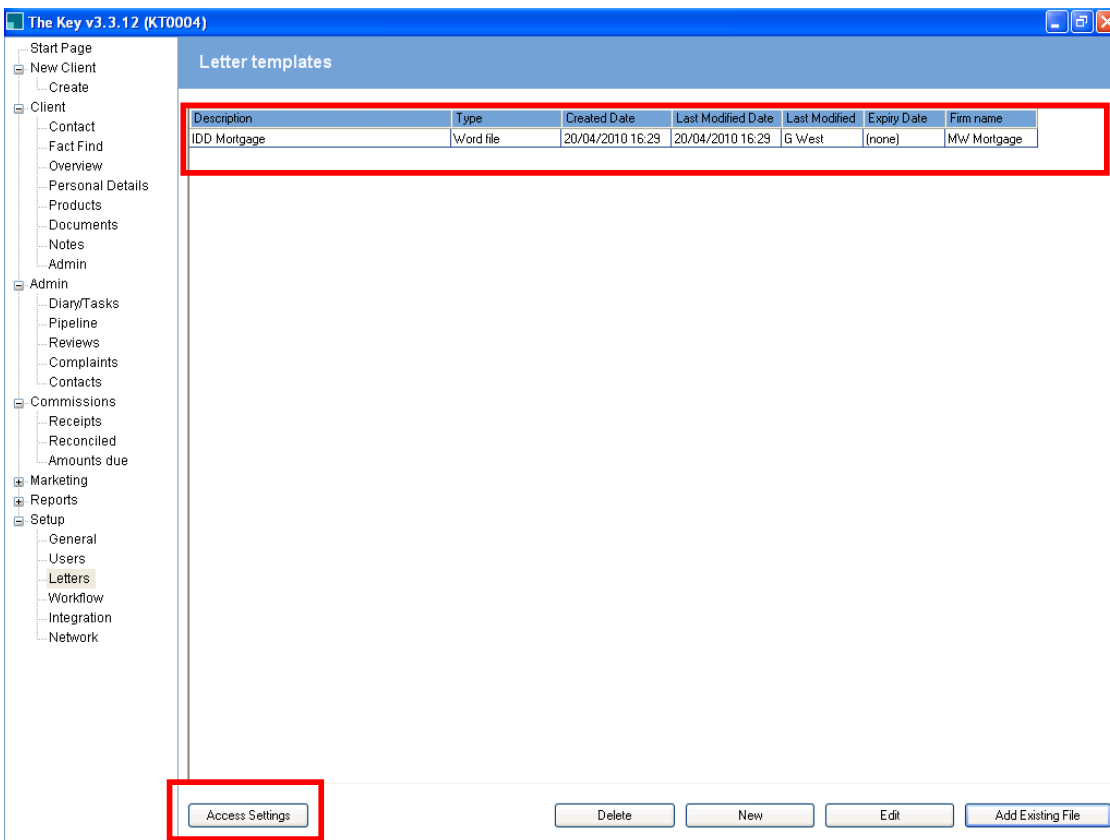 The Key v3.3.12 (KT0004)
Start Page
New Client
Create
Client
Contact
Fact Find
Overview
Personal Details
Products
Documents
Notes
Admin
Admin
Diary/Tasks
Pipeline
Reviews
Complaints
Contacts
Commissions
Receipts
Reconciled
Amounts due
Marketing
Reports
Setup
General
Users
Letters
Workflow
Integration
Network
Letter templates
Description Type Created Date Last Modified Date Last Modified Expiry Date Firm name
IDD Mortgage Word file 20/04/2010 16:29 20/04/2010 16:29 G West (none) MW Mortgage
Access Settings Delete New Edit Add Existing File